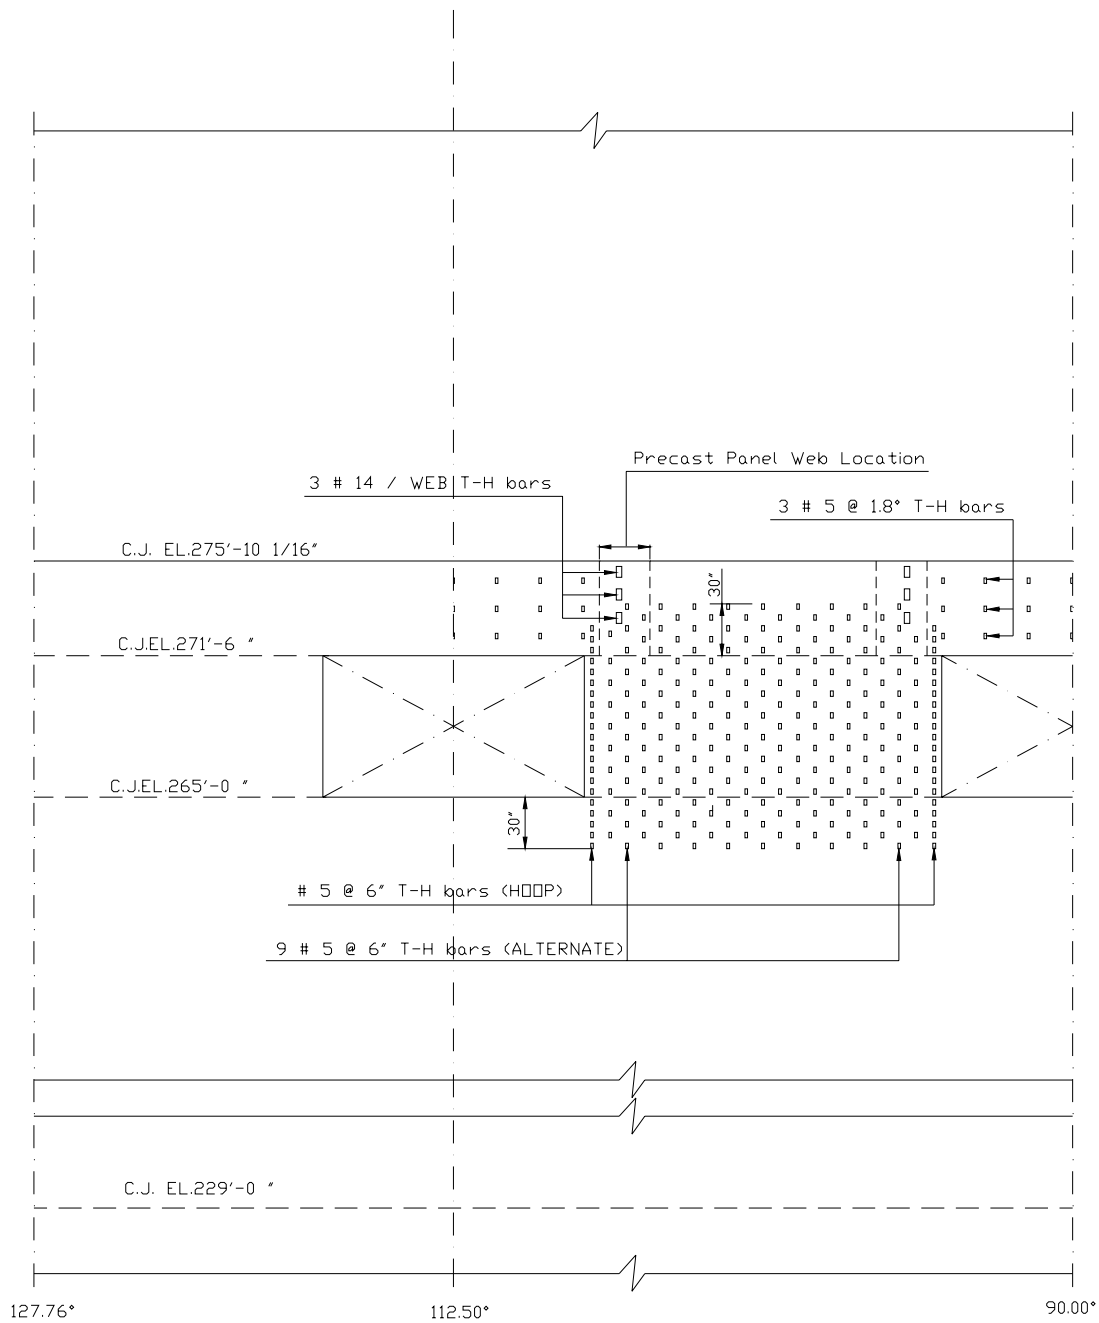 Precast Panel Web Location
3 # 14 / WEB T-H bars
3 # 5 @ 1.8° T-H bars
C.J. EL.275'-10 1/16"
30"
C.J.EL.271'-6 "
C.J.EL.265'-0 "
30"
# 5 @ 6" T-H bars (H□□P)
9 # 5 @ 6" T-H bars (ALTERNATE)
C.J. EL.229'-0 "
127.76°
112.50°
90.00°